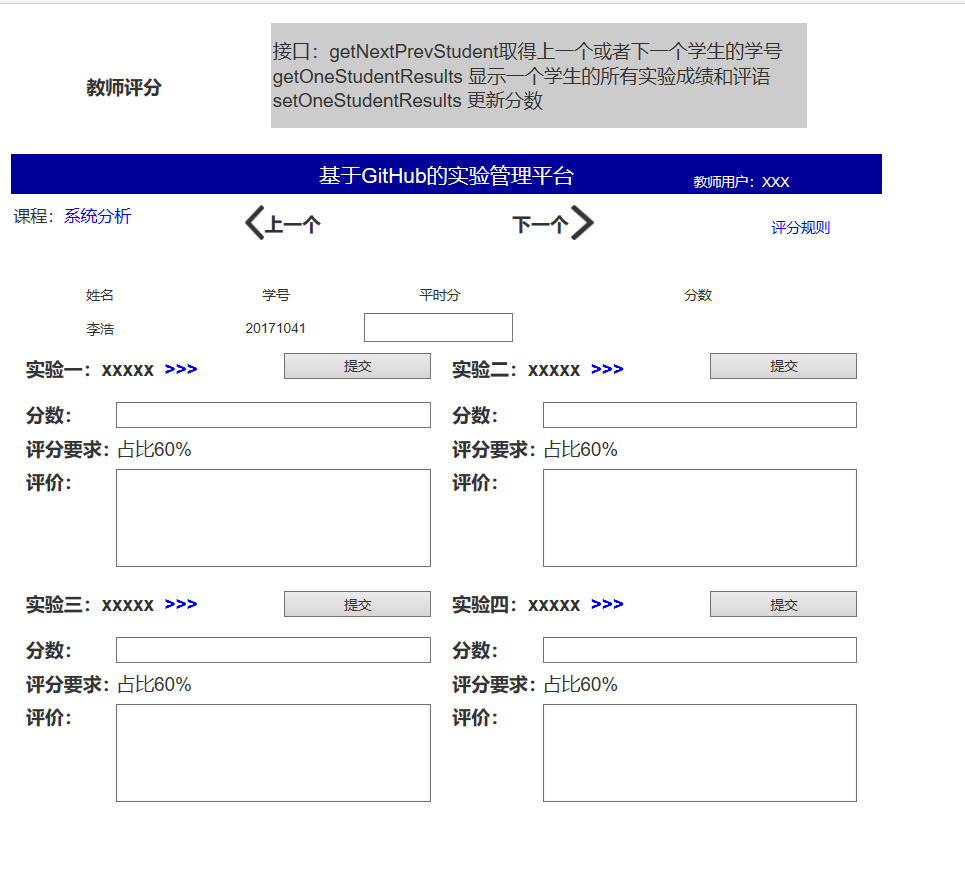 教师评分
接口：getNextPrevStudent取得上一个或者下一个学生的学号
getOneStudentResults 显示一个学生的所有实验成绩和评语
setOneStudentResults 更新分数
基于GitHub的实验管理平台
教师用户：XXX
课程：系统分析
上一个
下一个
评分规则
姓名 学号 平时分 分数
李浩 20171041
实验一：xxxxx >>> 提交
实验二：xxxxx >>> 提交
分数：
分数：
评分要求：占比60%
评分要求：占比60%
评价：
评价：
实验三：xxxxx >>> 提交
实验四：xxxxx >>> 提交
分数：
分数：
评分要求：占比60%
评分要求：占比60%
评价：
评价：